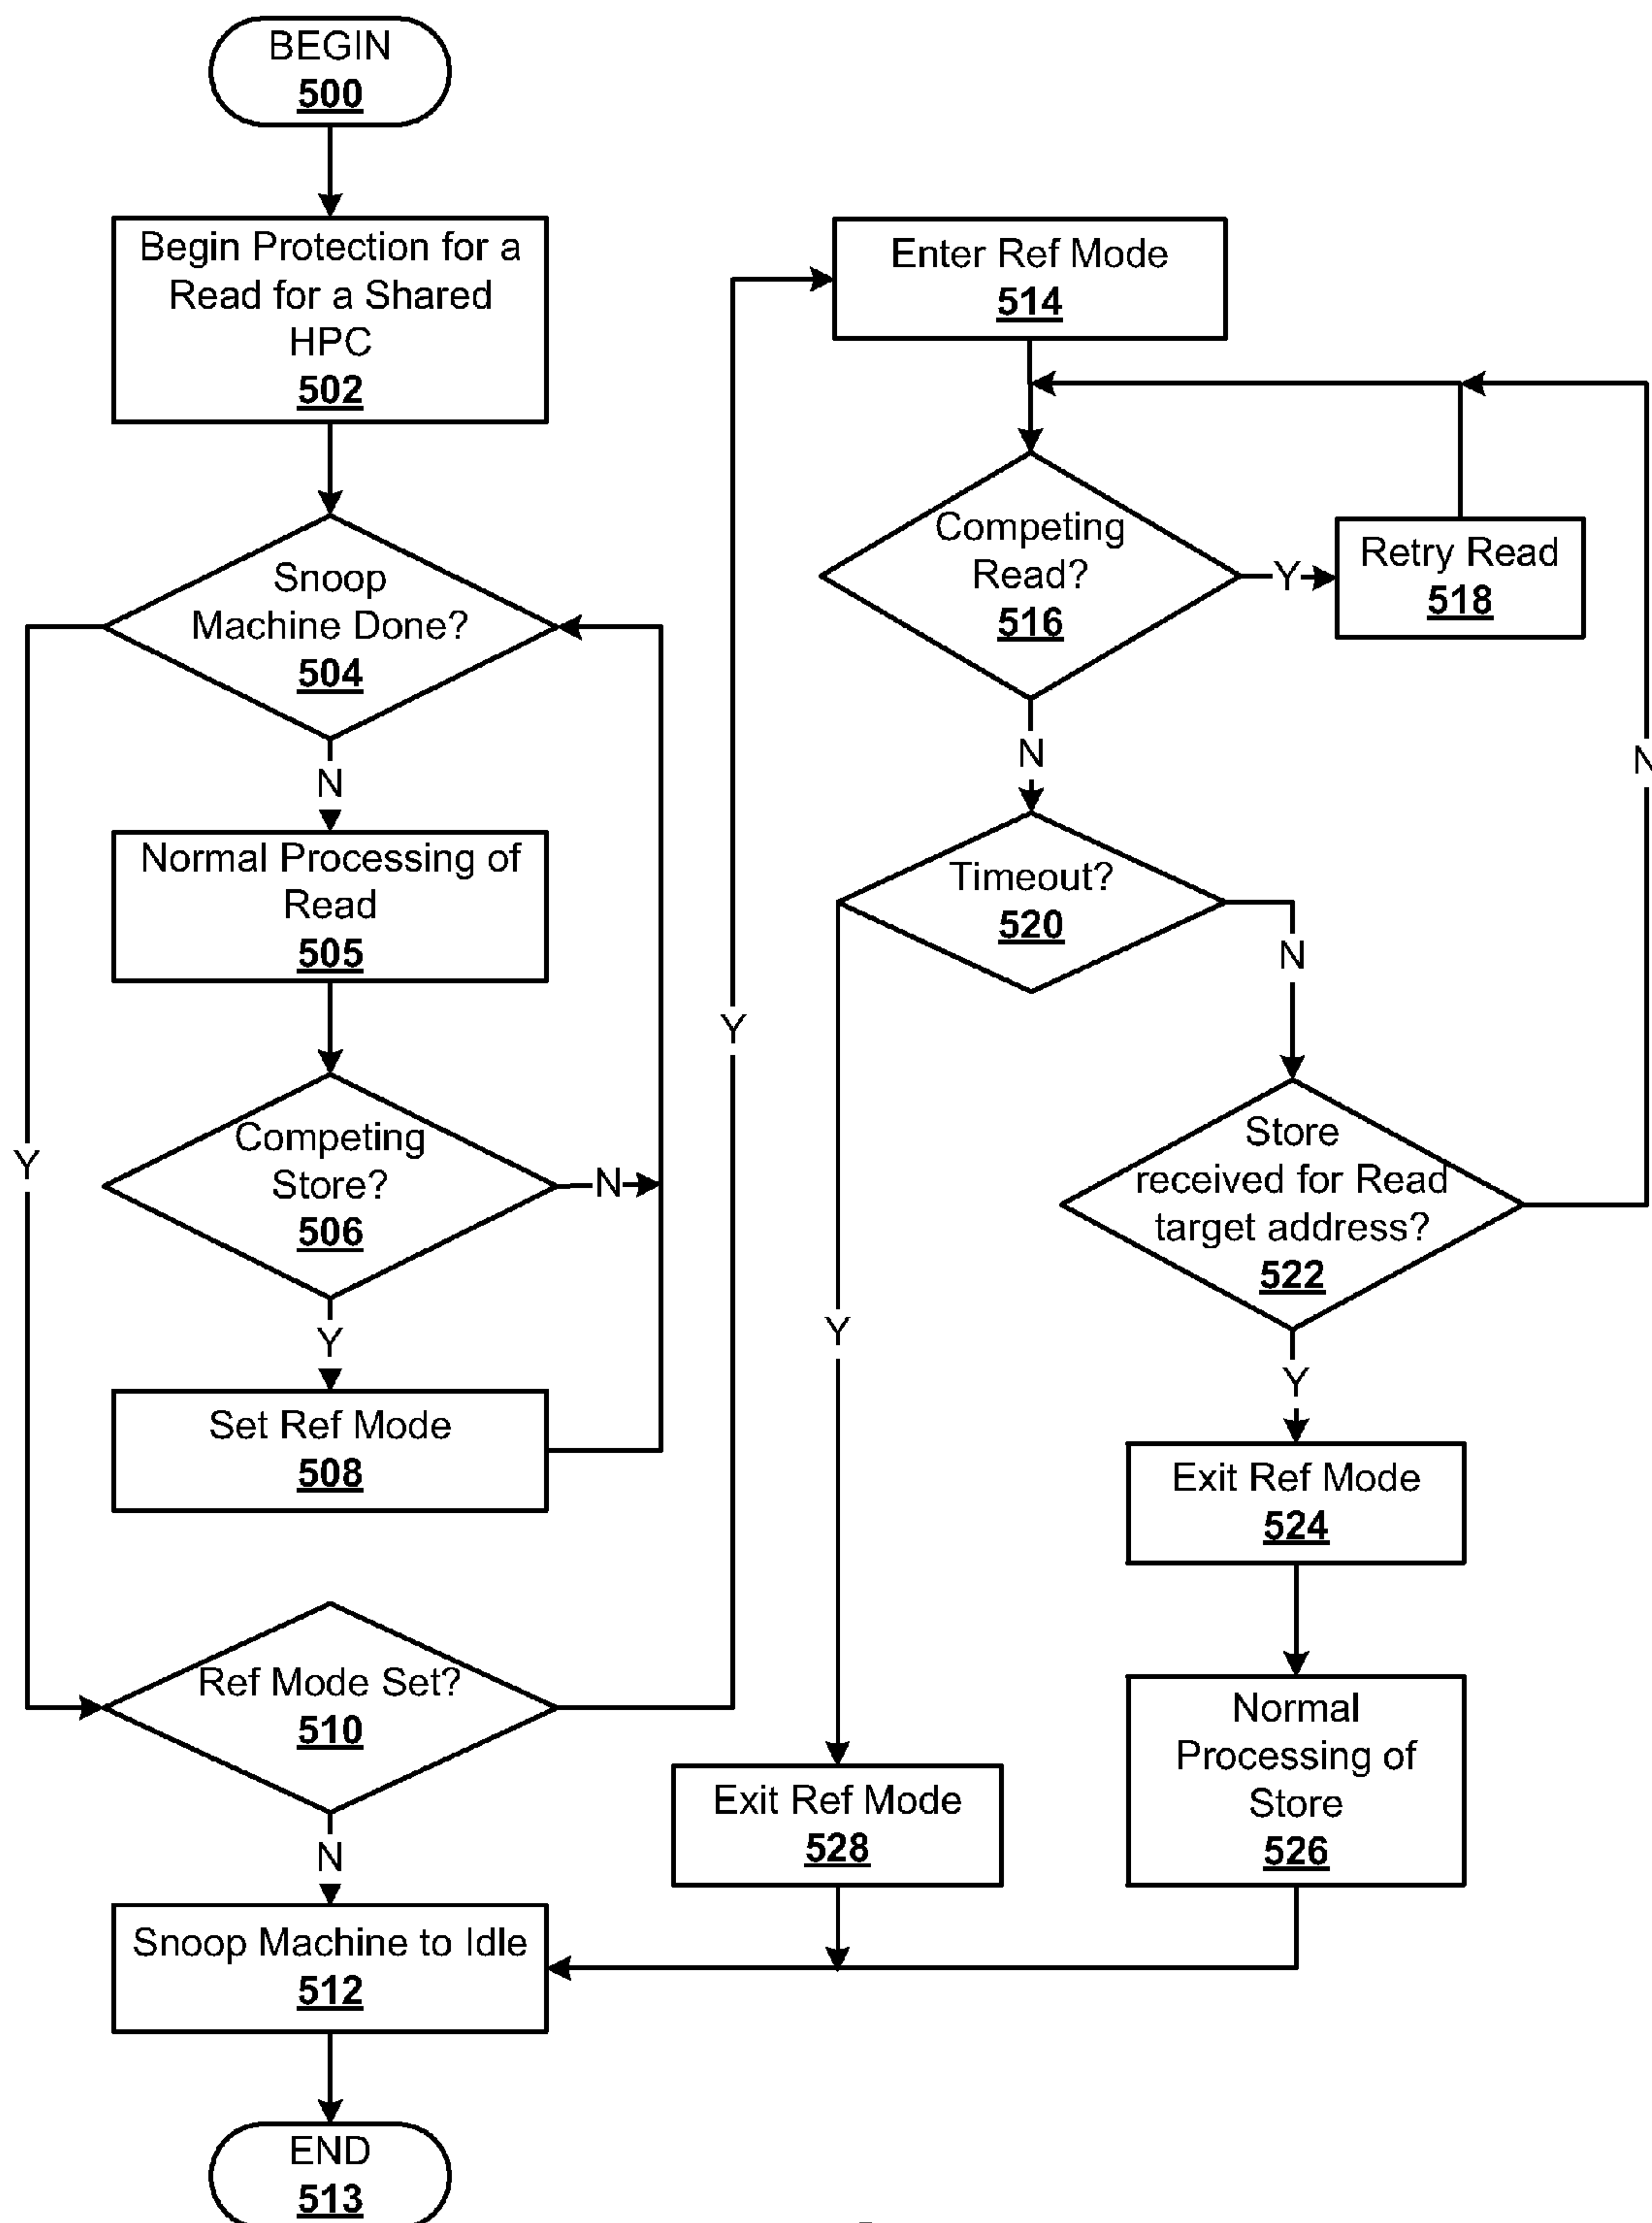 BEGIN
500
Begin Protection for a
Read for a Shared
HPC
502
Snoop
Machine Done?
504
N
Y
Normal Processing of
Read
505
Competing
Store?
506
N
Y
Set Ref Mode
508
Ref Mode Set?
510
Y
N
Snoop Machine to Idle
512
END
513
Enter Ref Mode
514
Competing
Read?
516
Y
Retry Read
518
N
Timeout?
520
N
Y
Store
received for Read
target address?
522
N
Y
Exit Ref Mode
524
Normal
Processing of
Store
526
Exit Ref Mode
528